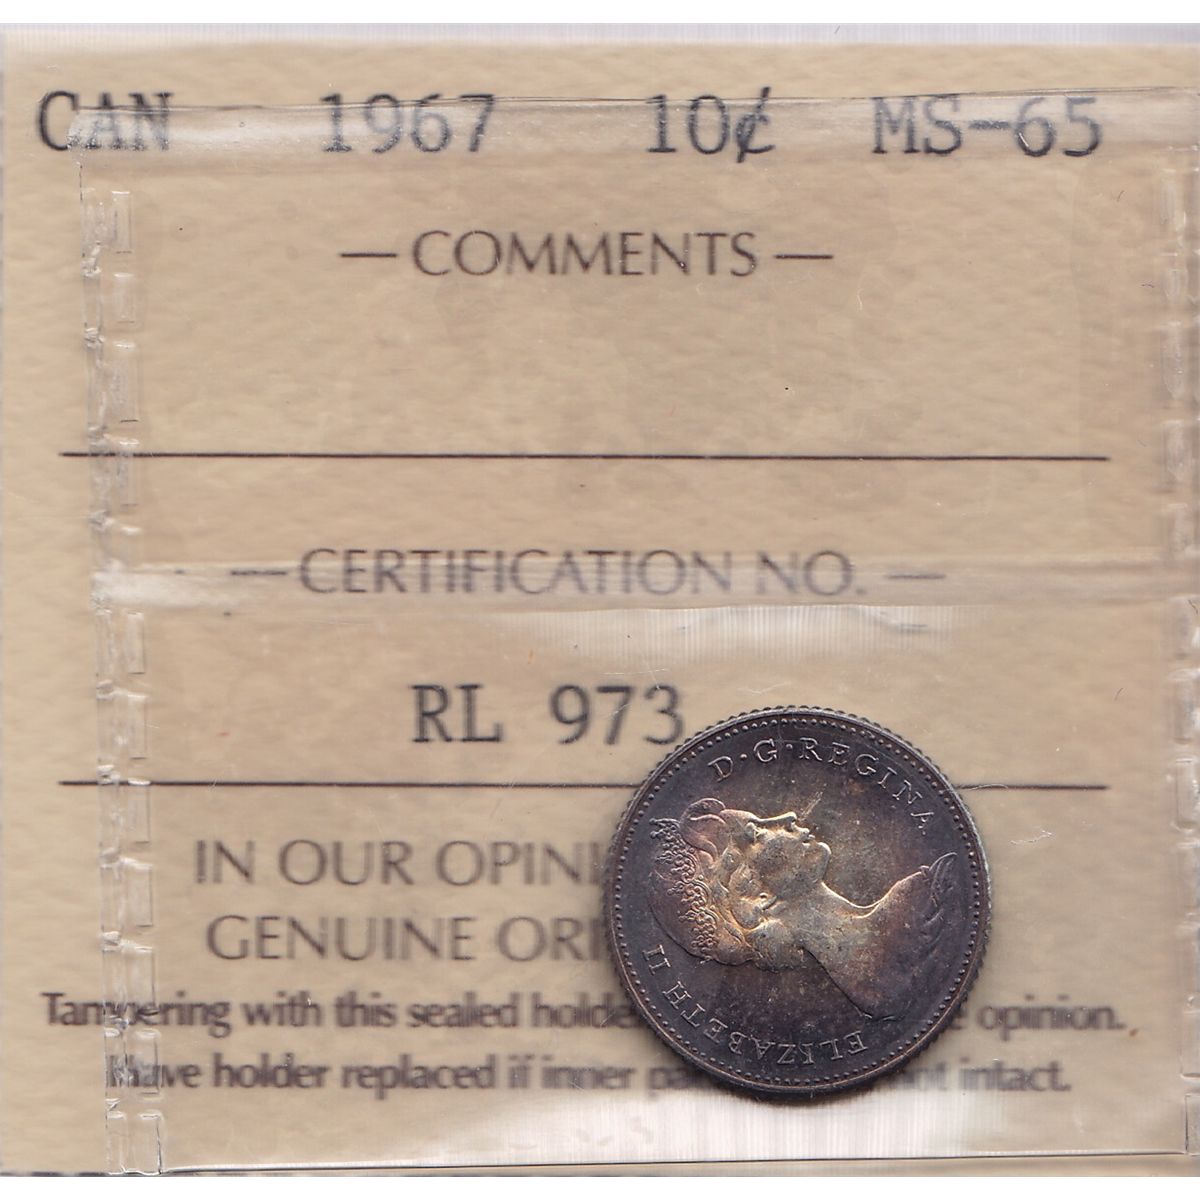 CAN 1967 10¢ MS-65
— COMMENTS —
— CERTIFICATION NO. —
RL 973
IN OUR OPINI
GENUINE ORI
Tampering with this sealed holde opinion.
Have holder replaced if inner pa not intact.
ELIZABETH II D·G·REGINA